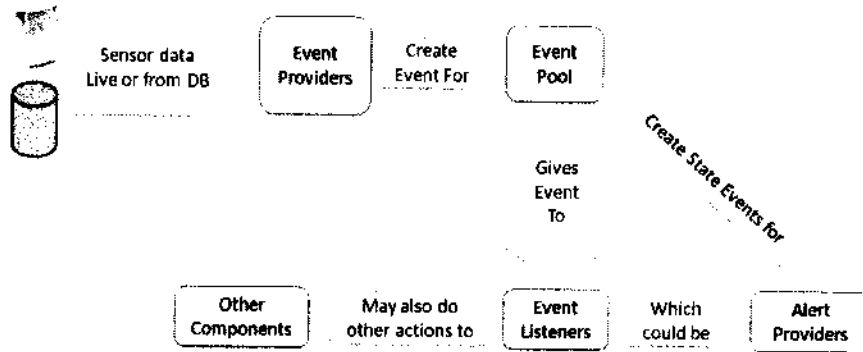 Sensor data
Live or from DB
Event
Providers
Create
Event For
Event
Pool
Create State Events for
Gives
Event
To
Other
Components
May also do
other actions to
Event
Listeners
Which
could be
Alert
Providers